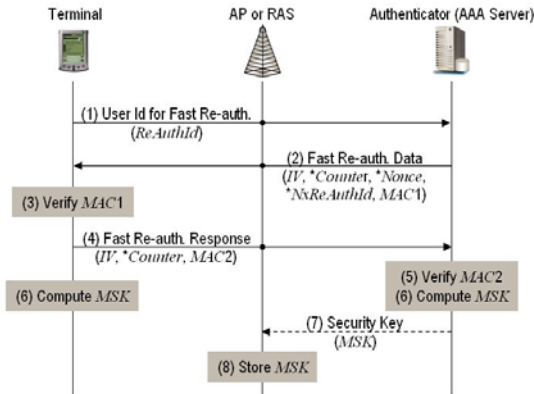 Terminal
AP or RAS
Authenticator (AAA Server)
(1) User Id for Fast Re-auth.
(ReAuthId)
(2) Fast Re-auth. Data
(IV, *Counter, *Nonce,
*NxReAuthId, MAC1)
(3) Verify MAC1
(4) Fast Re-auth. Response
(IV, *Counter, MAC2)
(5) Verify MAC2
(6) Compute MSK
(6) Compute MSK
(7) Security Key
(MSK)
(8) Store MSK